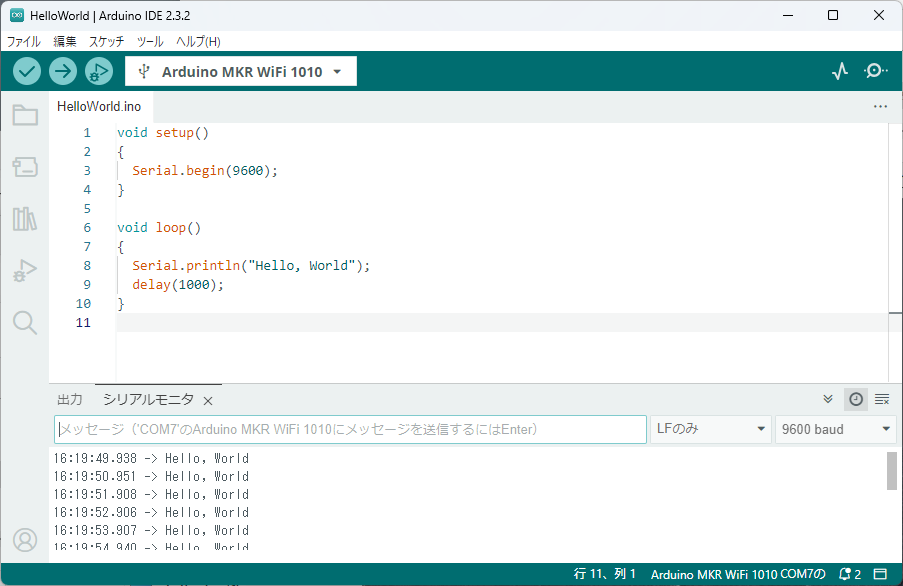 HelloWorld | Arduino IDE 2.3.2
ファイル 編集 スケッチ ツール ヘルプ(H)
Arduino MKR WiFi 1010
HelloWorld.ino
1 void setup()
2 {
3 Serial.begin(9600);
4 }
5
6 void loop()
7 {
8 Serial.println("Hello, World");
9 delay(1000);
10 }
11
出力 シリアルモニタ
メッセージ（'COM7'のArduino MKR WiFi 1010にメッセージを送信するにはEnter） LFのみ 9600 baud
16:19:49.938 -> Hello, World
16:19:50.951 -> Hello, World
16:19:51.908 -> Hello, World
16:19:52.906 -> Hello, World
16:19:53.907 -> Hello, World
16:19:54.940 -> Hello, World
行 11、列 1 Arduino MKR WiFi 1010 COM7の 2